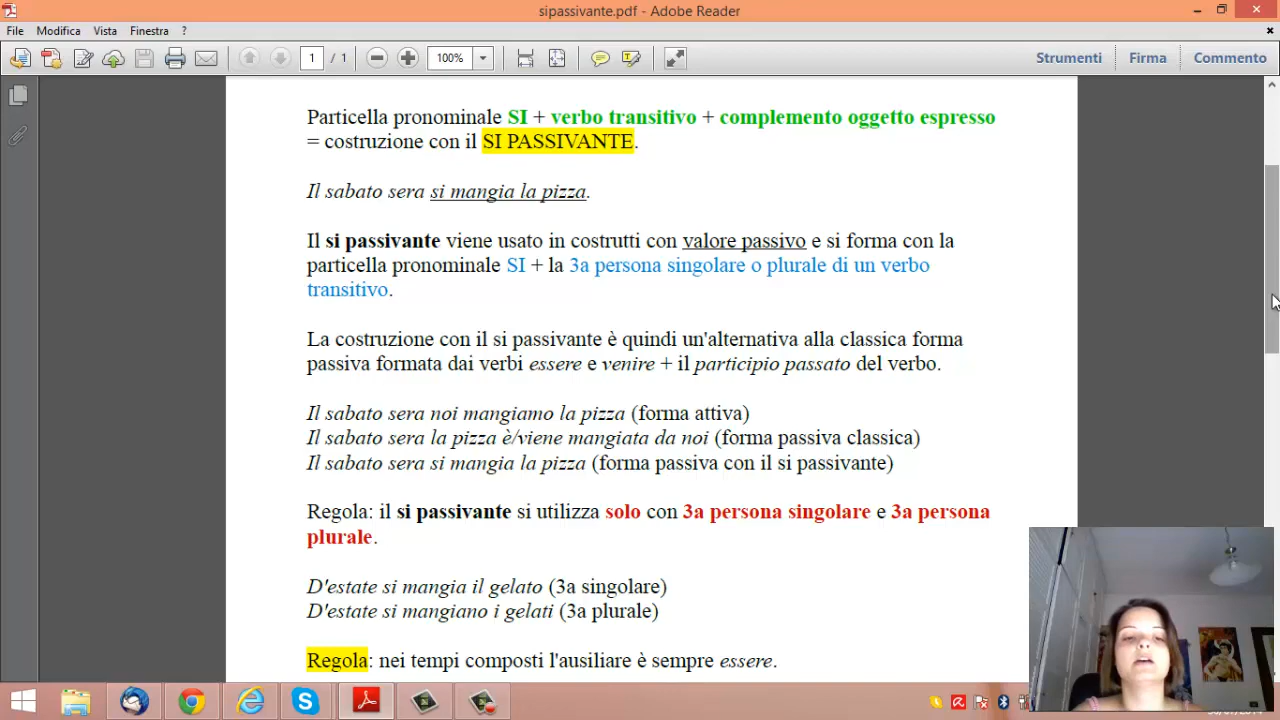 sipassivante.pdf - Adobe Reader
File Modifica Vista Finestra ?
1 / 1 100% Strumenti Firma Commento
Particella pronominale SI + verbo transitivo + complemento oggetto espresso
= costruzione con il SI PASSIVANTE.
Il sabato sera si mangia la pizza.
Il si passivante viene usato in costrutti con valore passivo e si forma con la
particella pronominale SI + la 3a persona singolare o plurale di un verbo
transitivo.
La costruzione con il si passivante è quindi un'alternativa alla classica forma
passiva formata dai verbi essere e venire + il participio passato del verbo.
Il sabato sera noi mangiamo la pizza (forma attiva)
Il sabato sera la pizza è/viene mangiata da noi (forma passiva classica)
Il sabato sera si mangia la pizza (forma passiva con il si passivante)
Regola: il si passivante si utilizza solo con 3a persona singolare e 3a persona
plurale.
D'estate si mangia il gelato (3a singolare)
D'estate si mangiano i gelati (3a plurale)
Regola: nei tempi composti l'ausiliare è sempre essere.